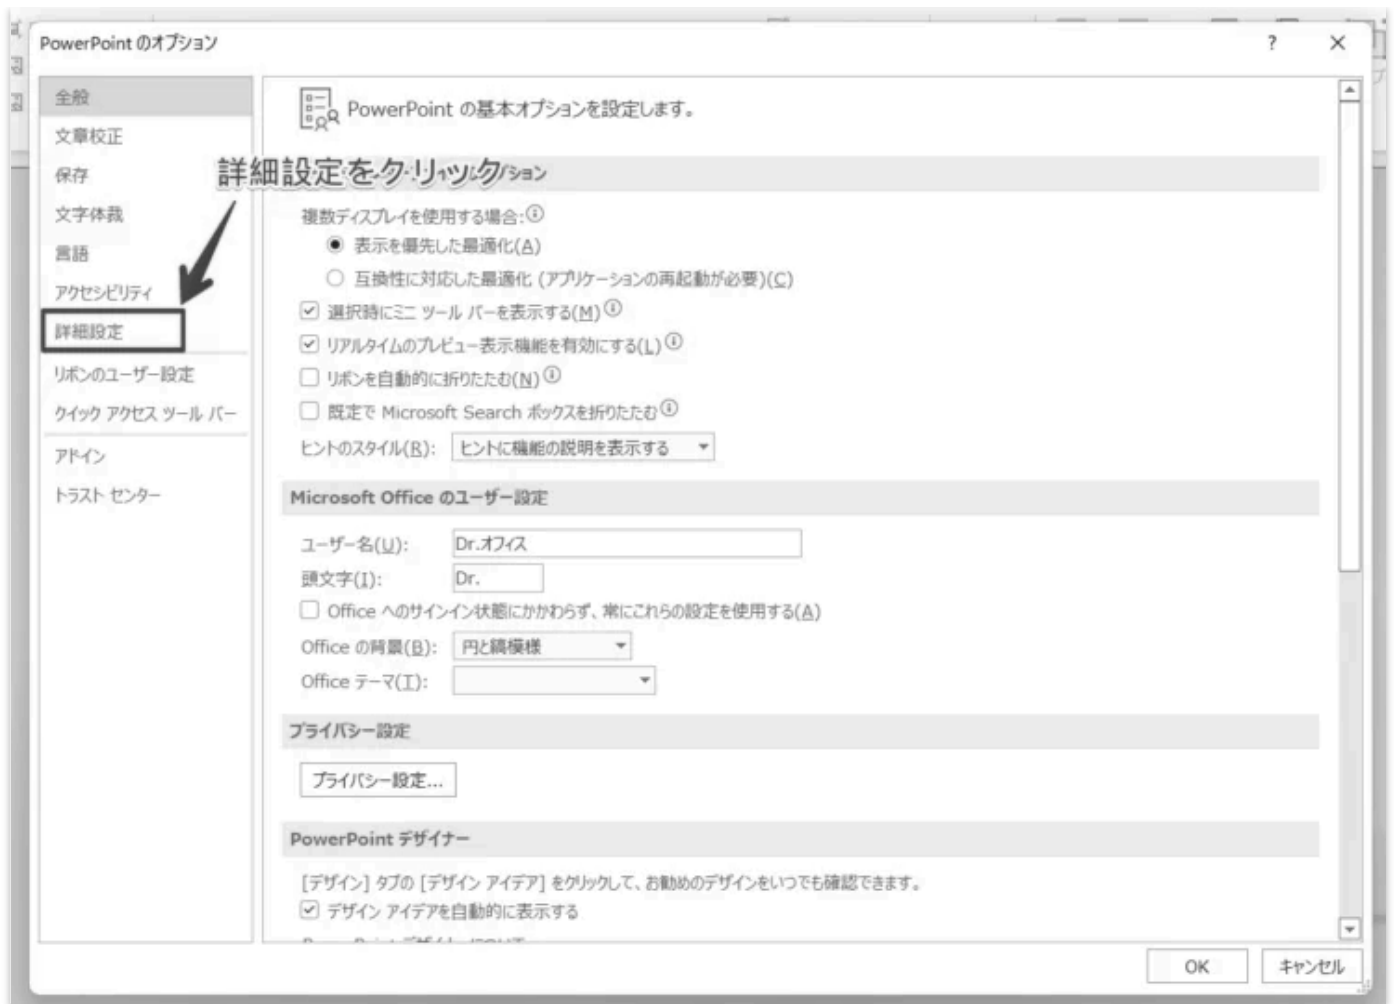 PowerPoint のオプション
?
全般
文章校正
保存
文字体裁
言語
アクセシビリティ
詳細設定
リボンのユーザー設定
クイック アクセス ツール バー
アドイン
トラスト センター
詳細設定をクリック
PowerPoint の基本オプションを設定します。
プション
複数ディスプレイを使用する場合:
表示を優先した最適化(A)
互換性に対応した最適化 (アプリケーションの再起動が必要)(C)
選択時にミニ ツール バーを表示する(M)
リアルタイムのプレビュー表示機能を有効にする(L)
リボンを自動的に折りたたむ(N)
既定で Microsoft Search ボックスを折りたたむ
ヒントのスタイル(R): ヒントに機能の説明を表示する
Microsoft Office のユーザー設定
ユーザー名(U): Dr.オフィス
頭文字(I): Dr.
Office へのサインイン状態にかかわらず、常にこれらの設定を使用する(A)
Office の背景(B): 円と縞模様
Office テーマ(T):
プライバシー設定
プライバシー設定...
PowerPoint デザイナー
[デザイン] タブの [デザイン アイデア] をクリックして、お勧めのデザインをいつでも確認できます。
デザイン アイデアを自動的に表示する
OK キャンセル